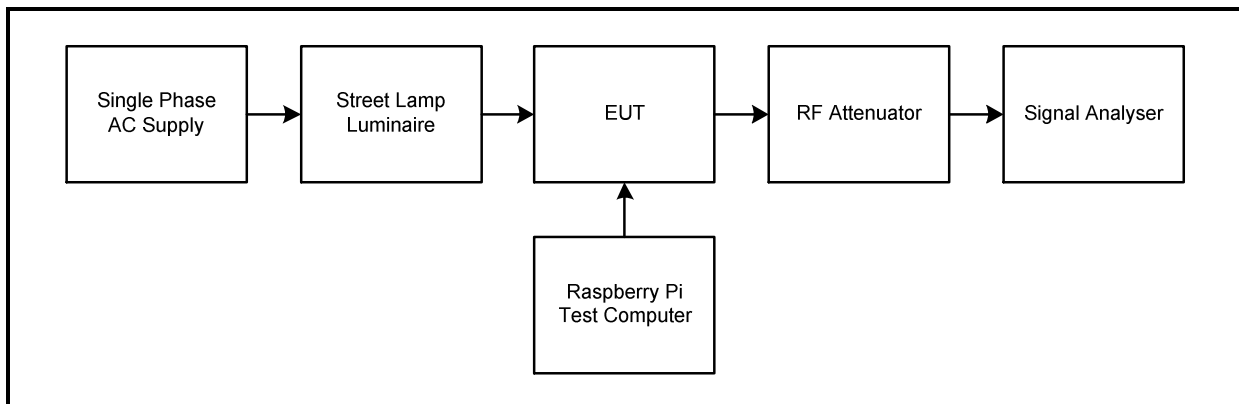 Single Phase
AC Supply
Street Lamp
Luminaire
EUT
RF Attenuator
Signal Analyser
Raspberry Pi
Test Computer